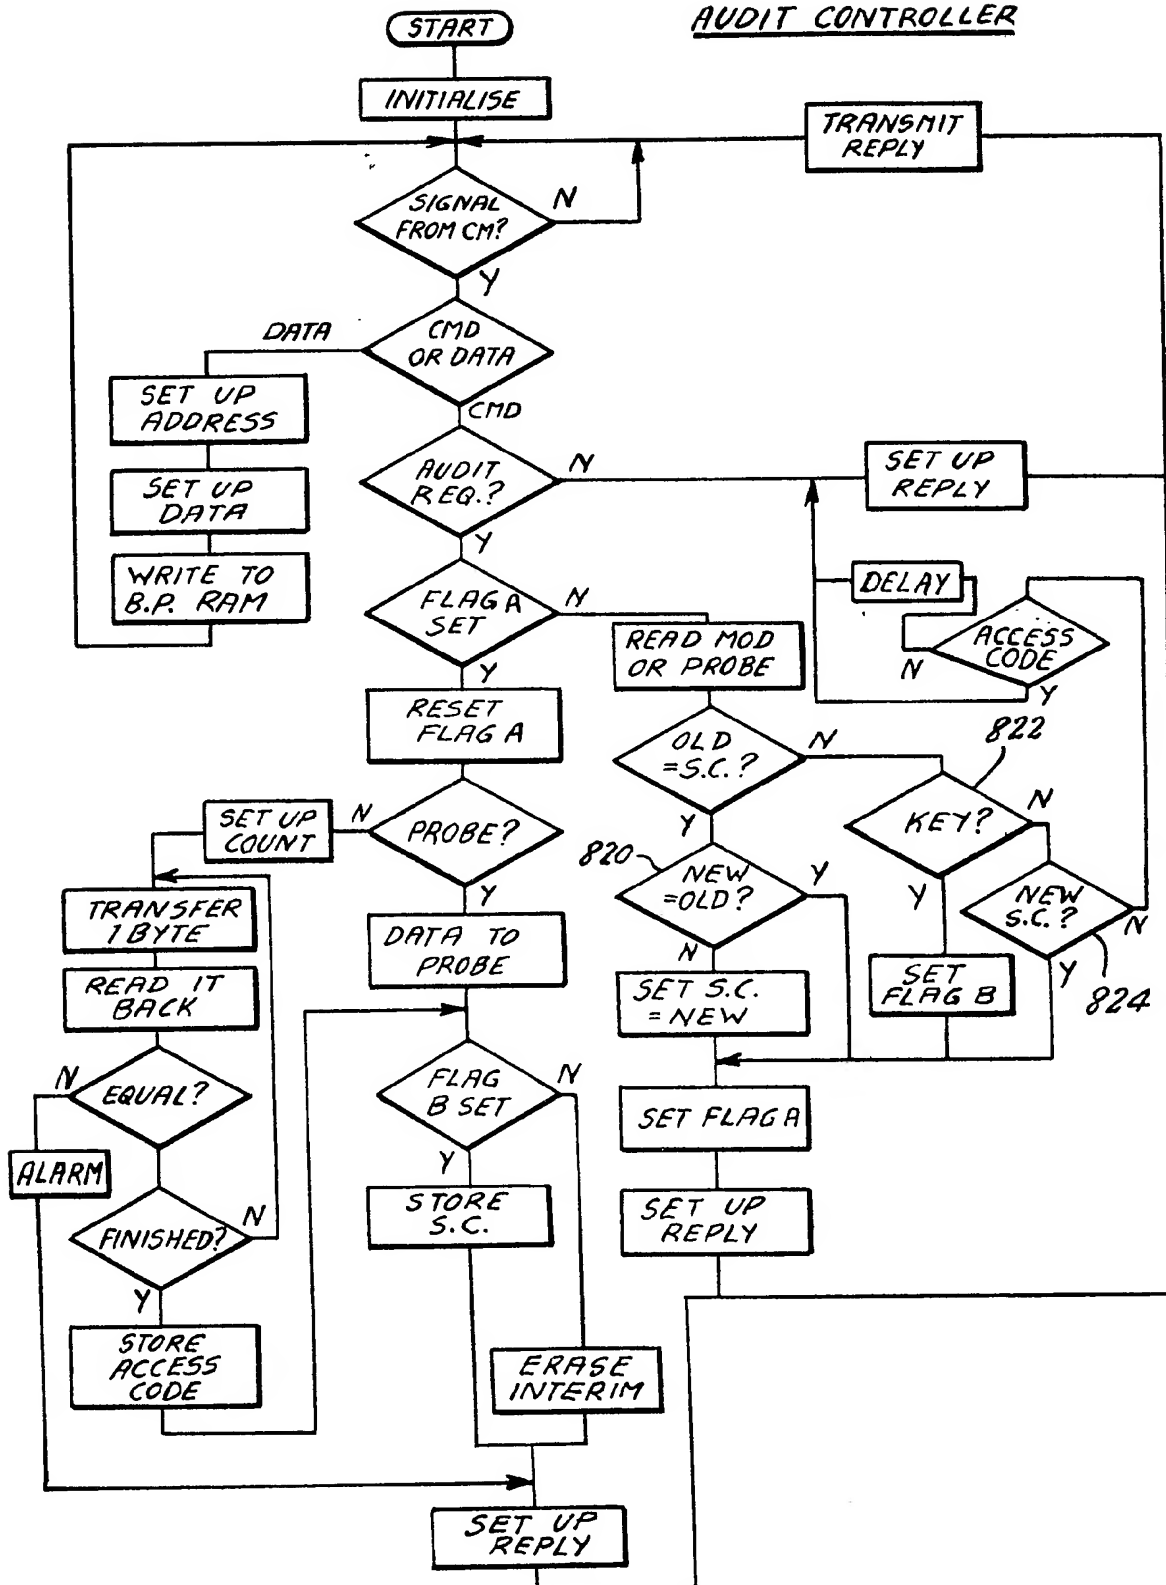 AUDIT CONTROLLER
START
INITIALISE
TRANSMIT
REPLY
SIGNAL
FROM CM?
N
Y
CMD
OR DATA
DATA
CMD
SET UP
ADDRESS
SET UP
DATA
WRITE TO
B.P. RAM
AUDIT
REQ.?
N
Y
SET UP
REPLY
DELAY
ACCESS
CODE
N
Y
FLAG A
SET
N
Y
READ MOD
OR PROBE
RESET
FLAG A
OLD
=S.C.?
N
Y
822
KEY?
N
Y
SET UP
COUNT
N
PROBE?
Y
820
NEW
=OLD?
Y
N
NEW
S.C.?
N
Y
824
TRANSFER
1 BYTE
DATA TO
PROBE
READ IT
BACK
SET S.C.
=NEW
SET
FLAG B
N
EQUAL?
FLAG
B SET
N
Y
SET FLAG A
ALARM
STORE
S.C.
SET UP
REPLY
FINISHED?
N
Y
STORE
ACCESS
CODE
ERASE
INTERIM
SET UP
REPLY